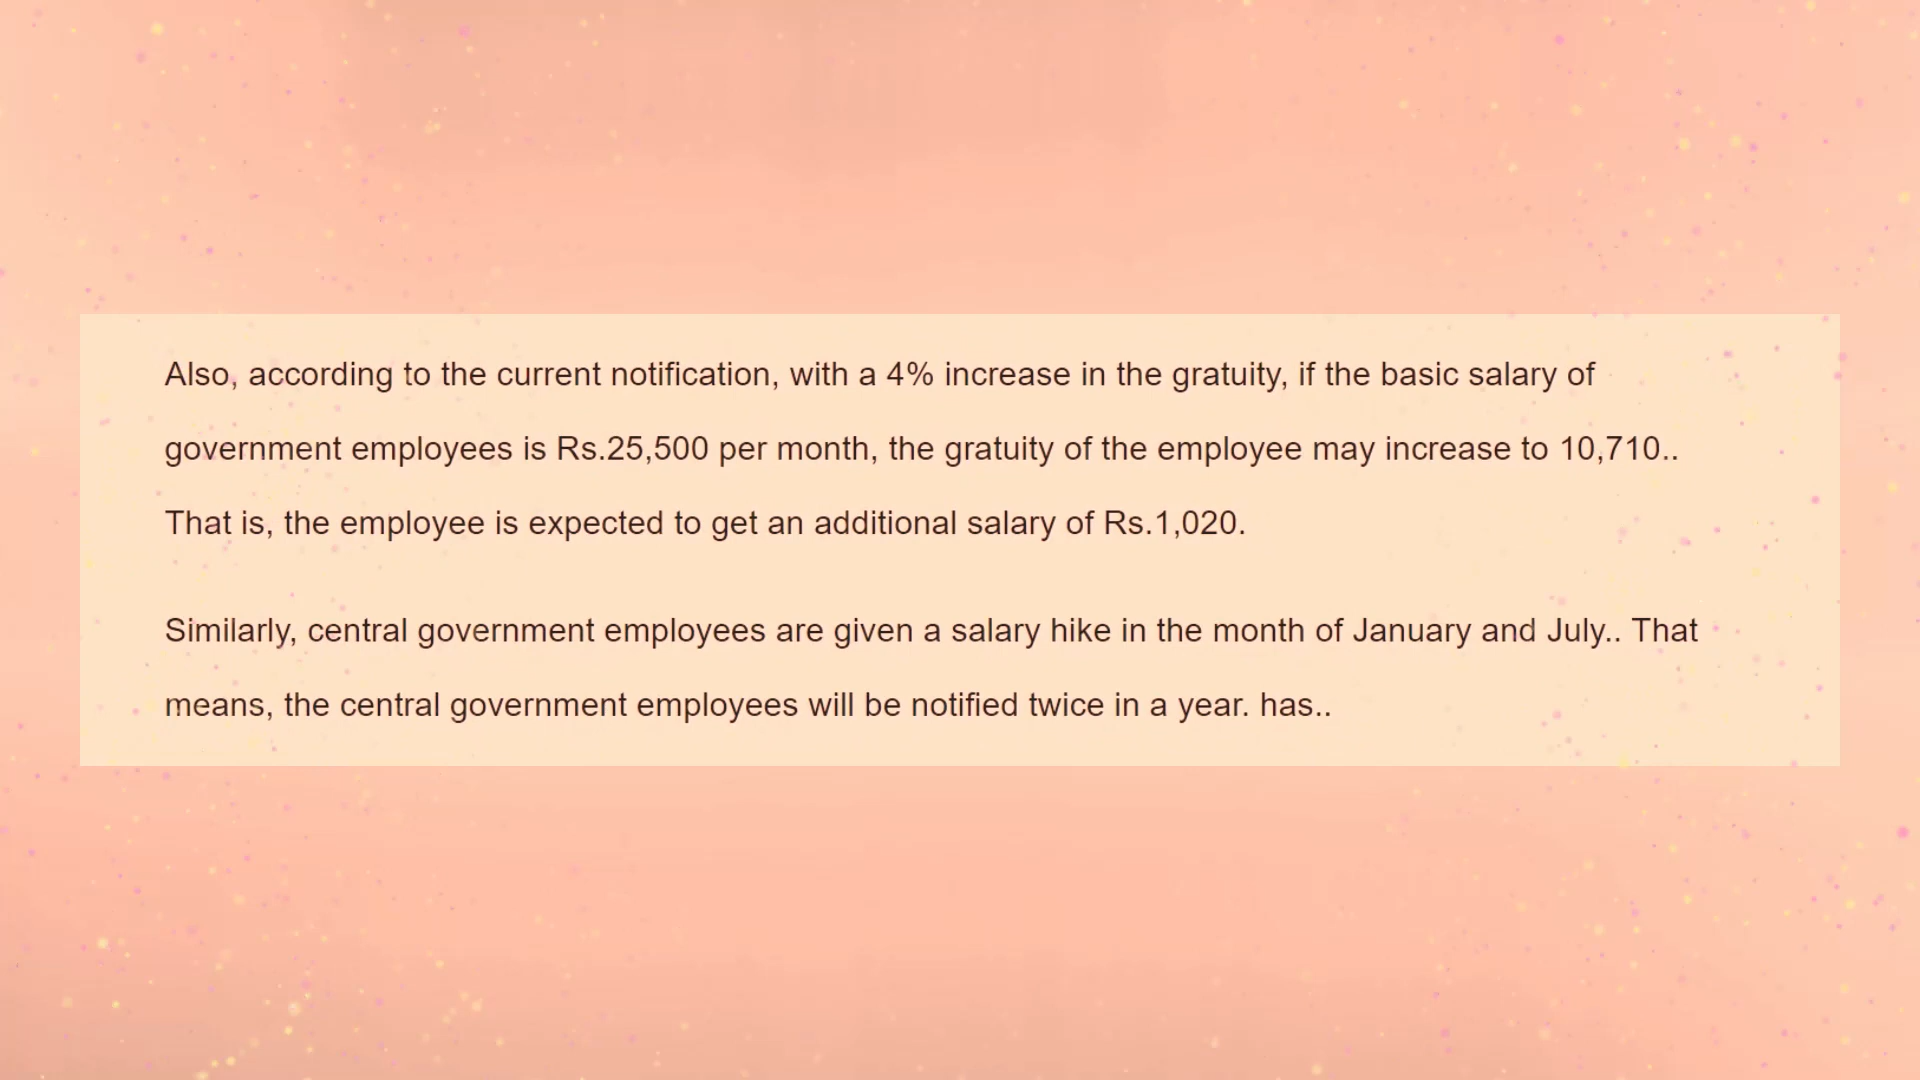 Also, according to the current notification, with a 4% increase in the gratuity, if the basic salary of
government employees is Rs.25,500 per month, the gratuity of the employee may increase to 10,710..
That is, the employee is expected to get an additional salary of Rs.1,020.
Similarly, central government employees are given a salary hike in the month of January and July.. That
means, the central government employees will be notified twice in a year. has..